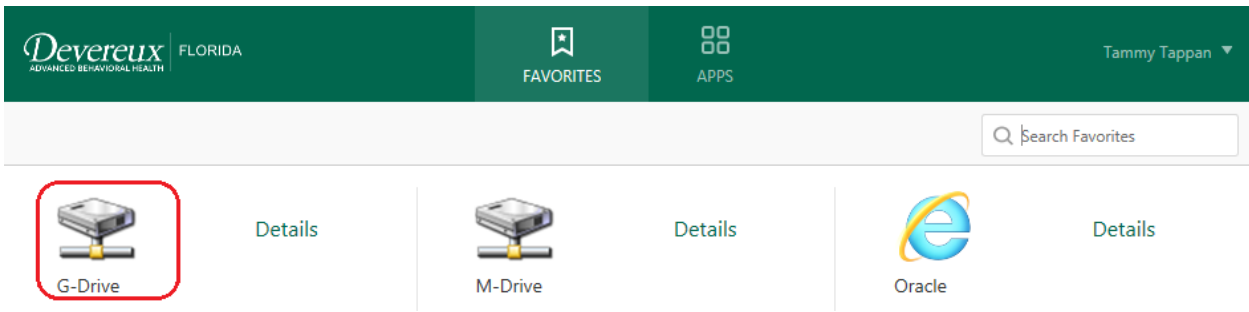 Devereux FLORIDA
ADVANCED BEHAVIORAL HEALTH
FAVORITES
APPS
Tammy Tappan
Search Favorites
Details
Details
Details
G-Drive
M-Drive
Oracle